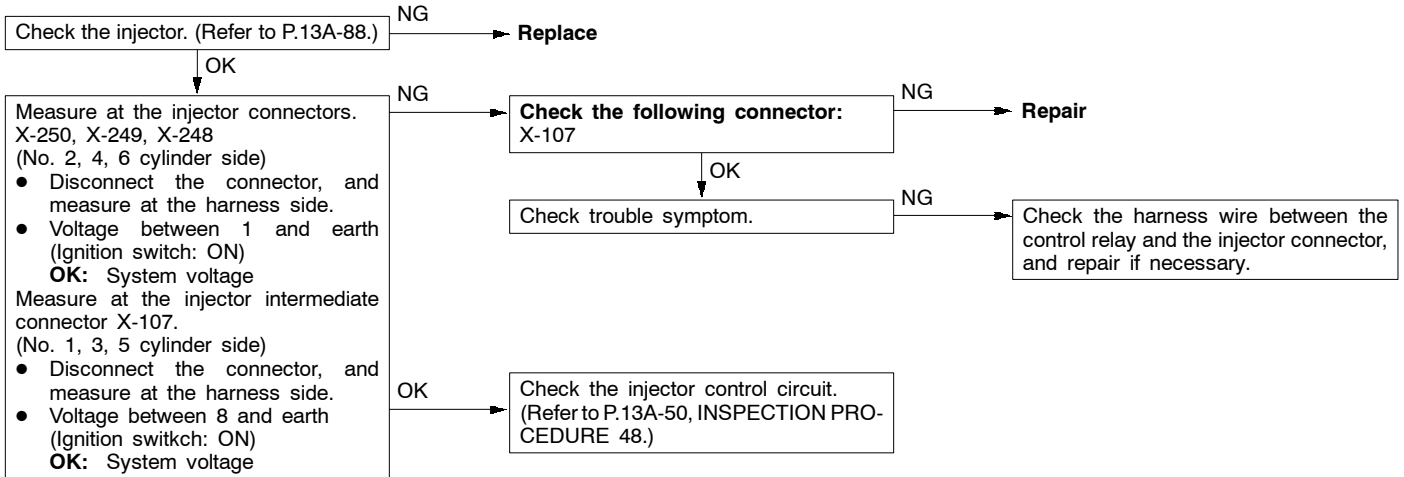 Check the injector. (Refer to P.13A-88.)
NG
Replace
OK
Measure at the injector connectors.
X-250, X-249, X-248
(No. 2, 4, 6 cylinder side)
● Disconnect the connector, and
measure at the harness side.
● Voltage between 1 and earth
(Ignition switch: ON)
OK: System voltage
Measure at the injector intermediate
connector X-107.
(No. 1, 3, 5 cylinder side)
● Disconnect the connector, and
measure at the harness side.
● Voltage between 8 and earth
(Ignition switkch: ON)
OK: System voltage
NG
Check the following connector:
X-107
NG
Repair
OK
Check trouble symptom.
NG
Check the harness wire between the
control relay and the injector connector,
and repair if necessary.
OK
Check the injector control circuit.
(Refer to P.13A-50, INSPECTION PRO-
CEDURE 48.)